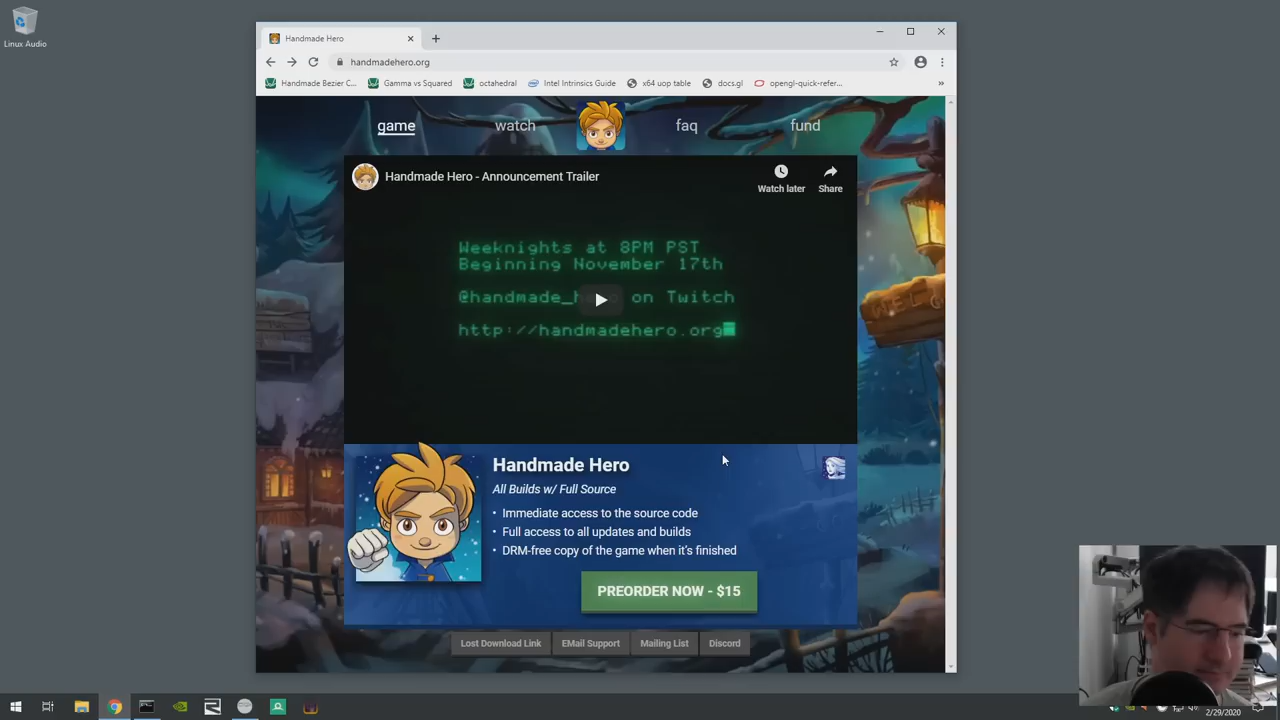 Linux Audio
Handmade Hero
handmadehero.org
Handmade Bezier C...
Gamma vs Squared
octahedral
Intel Intrinsics Guide
x64 uop table
docs.gl
opengl-quick-refer...
»
game
watch
faq
fund
Handmade Hero - Announcement Trailer
Watch later
Share
Weeknights at 8PM PST
Beginning November 17th
on Twitch
http://handmadehero.org
Handmade Hero
All Builds w/ Full Source
• Immediate access to the source code
• Full access to all updates and builds
• DRM-free copy of the game when it's finished
PREORDER NOW - $15
Lost Download Link
EMail Support
Mailing List
Discord
2/29/2020